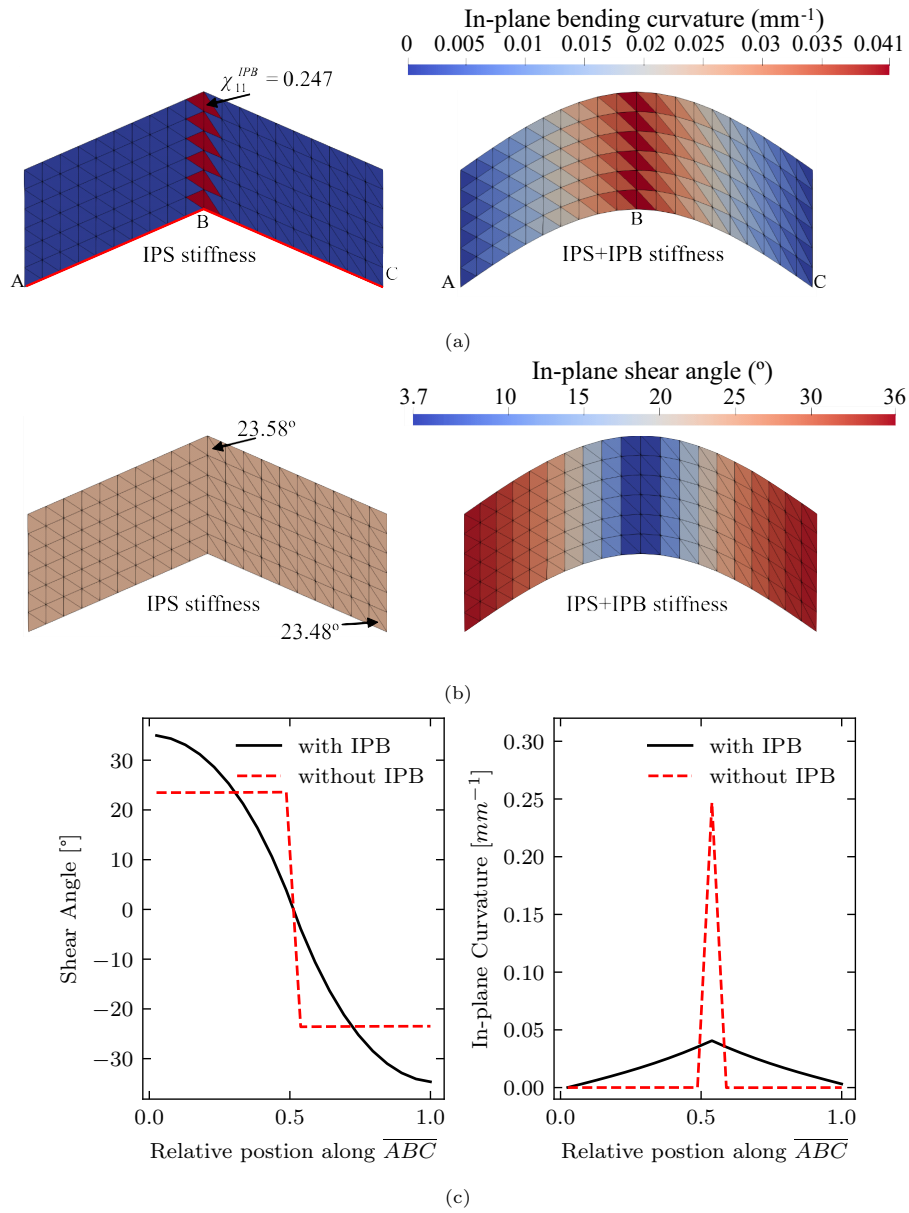 In-plane bending curvature (mm⁻¹)
0 0.005 0.01 0.015 0.02 0.025 0.03 0.035 0.041
χ₁₁ᴵᴾᴮ = 0.247
B
IPS stiffness
A
C
B
IPS+IPB stiffness
A
C
(a)
In-plane shear angle (º)
3.7 10 15 20 25 30 36
23.58º
IPS stiffness
23.48º
IPS+IPB stiffness
(b)
with IPB
without IPB
30
20
10
0
−10
−20
−30
Shear Angle [°]
0.0 0.5 1.0
Relative postion along ABC
with IPB
without IPB
0.30
0.25
0.20
0.15
0.10
0.05
0.00
In-plane Curvature [mm⁻¹]
0.0 0.5 1.0
Relative postion along ABC
(c)